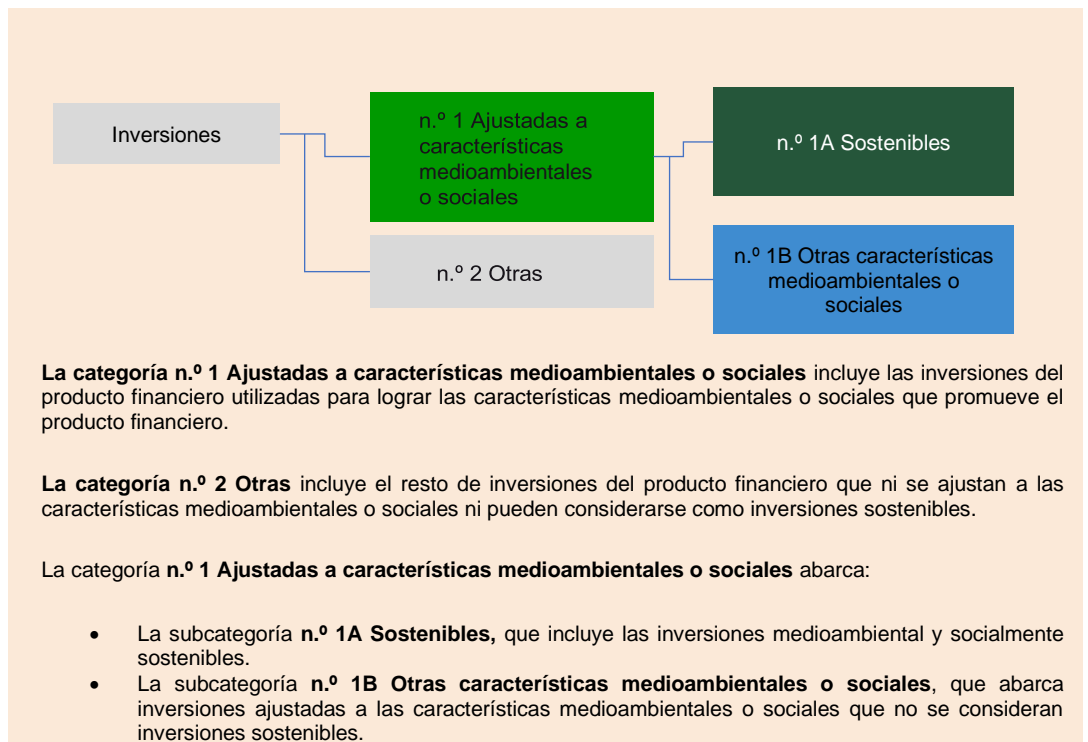 Inversiones
n.º 1 Ajustadas a
características
medioambientales
o sociales
n.º 1A Sostenibles
n.º 2 Otras
n.º 1B Otras características
medioambientales o
sociales
La categoría n.º 1 Ajustadas a características medioambientales o sociales incluye las inversiones del
producto financiero utilizadas para lograr las características medioambientales o sociales que promueve el
producto financiero.
La categoría n.º 2 Otras incluye el resto de inversiones del producto financiero que ni se ajustan a las
características medioambientales o sociales ni pueden considerarse como inversiones sostenibles.
La categoría n.º 1 Ajustadas a características medioambientales o sociales abarca:
• La subcategoría n.º 1A Sostenibles, que incluye las inversiones medioambiental y socialmente
sostenibles.
• La subcategoría n.º 1B Otras características medioambientales o sociales, que abarca
inversiones ajustadas a las características medioambientales o sociales que no se consideran
inversiones sostenibles.